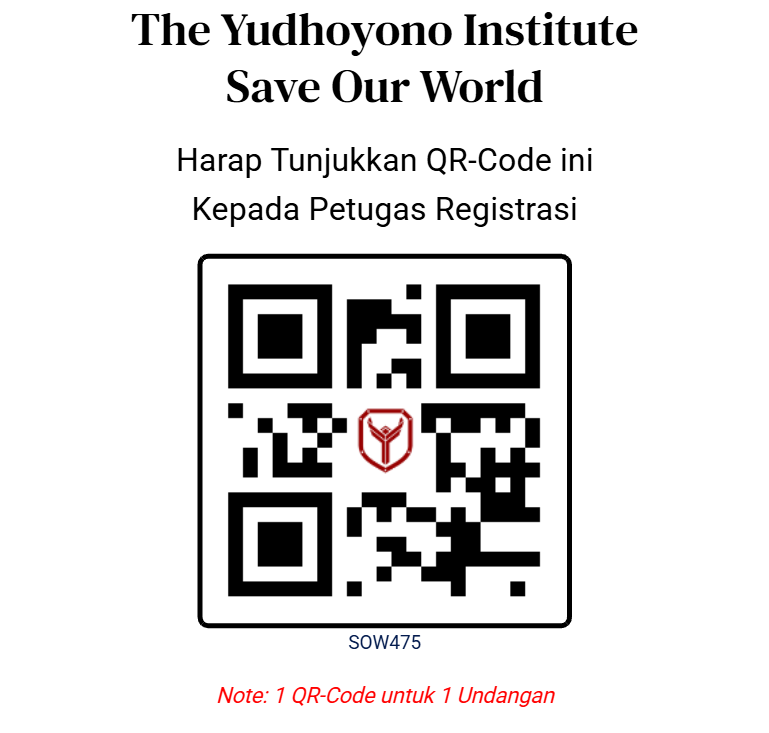 The Yudhoyono Institute
Save Our World
Harap Tunjukkan QR-Code ini
Kepada Petugas Registrasi
SOW475
Note: 1 QR-Code untuk 1 Undangan